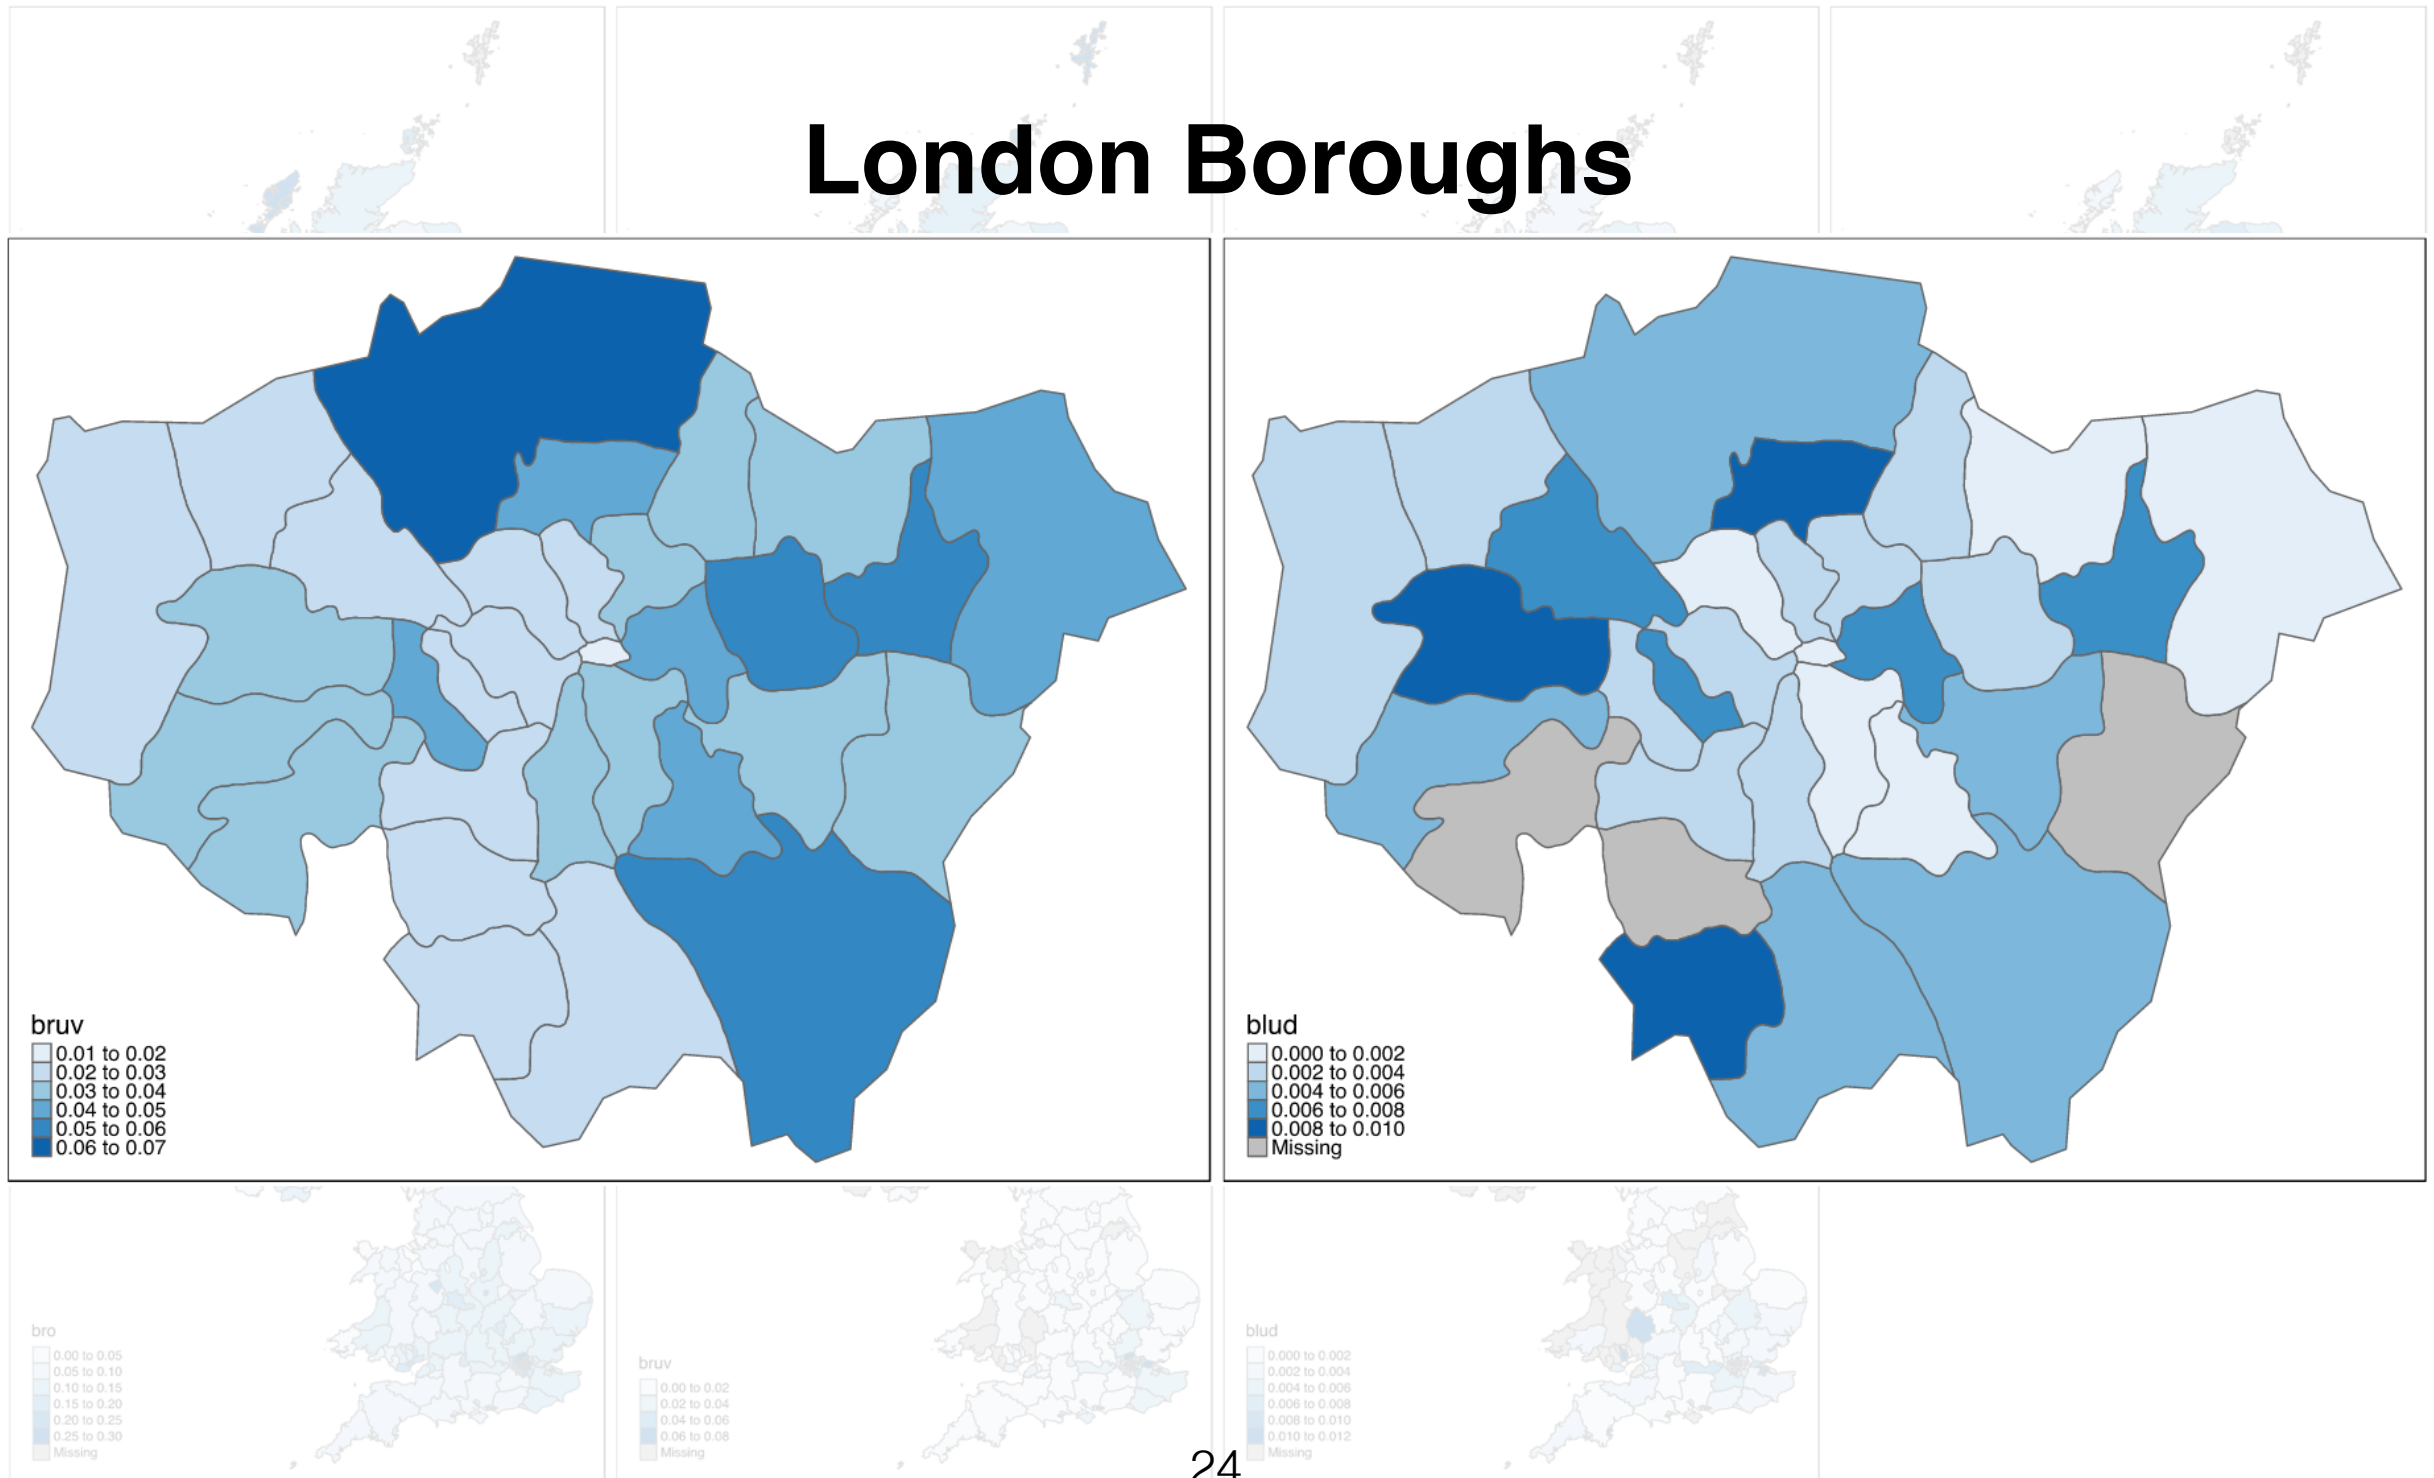 London Boroughs
bruv
0.01 to 0.02
0.02 to 0.03
0.03 to 0.04
0.04 to 0.05
0.05 to 0.06
0.06 to 0.07
blud
0.000 to 0.002
0.002 to 0.004
0.004 to 0.006
0.006 to 0.008
0.008 to 0.010
Missing
bro
0.00 to 0.05
0.05 to 0.10
0.10 to 0.15
0.15 to 0.20
0.20 to 0.25
0.25 to 0.30
Missing
bruv
0.00 to 0.02
0.02 to 0.04
0.04 to 0.06
0.06 to 0.08
Missing
blud
0.000 to 0.002
0.002 to 0.004
0.004 to 0.006
0.006 to 0.008
0.008 to 0.010
0.010 to 0.012
Missing
24